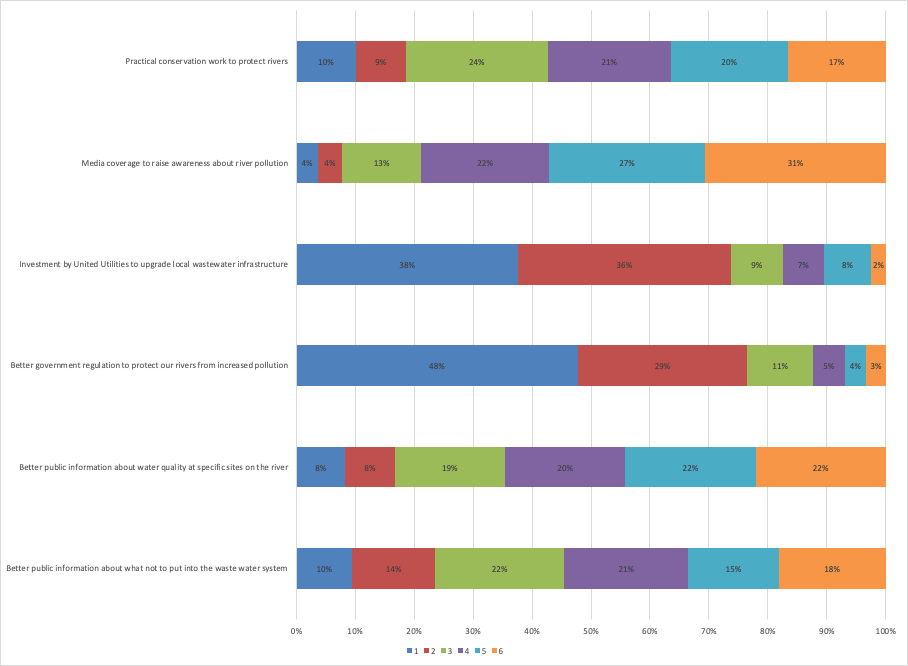 Practical conservation work to protect rivers
10% 9% 24% 21% 20% 17%
Media coverage to raise awareness about river pollution
4% 4% 13% 22% 27% 31%
Investment by United Utilities to upgrade local wastewater infrastructure
38% 36% 9% 7% 8% 2%
Better government regulation to protect our rivers from increased pollution
48% 29% 11% 5% 4% 3%
Better public information about water quality at specific sites on the river
8% 8% 19% 20% 22% 22%
Better public information about what not to put into the waste water system
10% 14% 22% 21% 15% 18%
0% 10% 20% 30% 40% 50% 60% 70% 80% 90% 100%
1 2 3 4 5 6